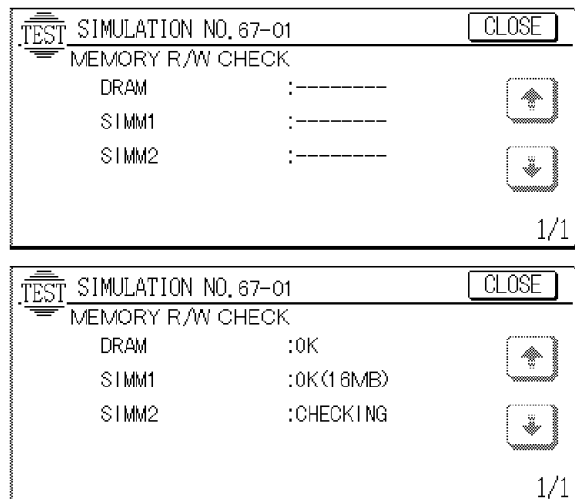 TEST SIMULATION NO. 67-01 CLOSE
MEMORY R/W CHECK
DRAM :--------
SIMM1 :--------
SIMM2 :--------
1/1
TEST SIMULATION NO. 67-01 CLOSE
MEMORY R/W CHECK
DRAM :OK
SIMM1 :OK(16MB)
SIMM2 :CHECKING
1/1